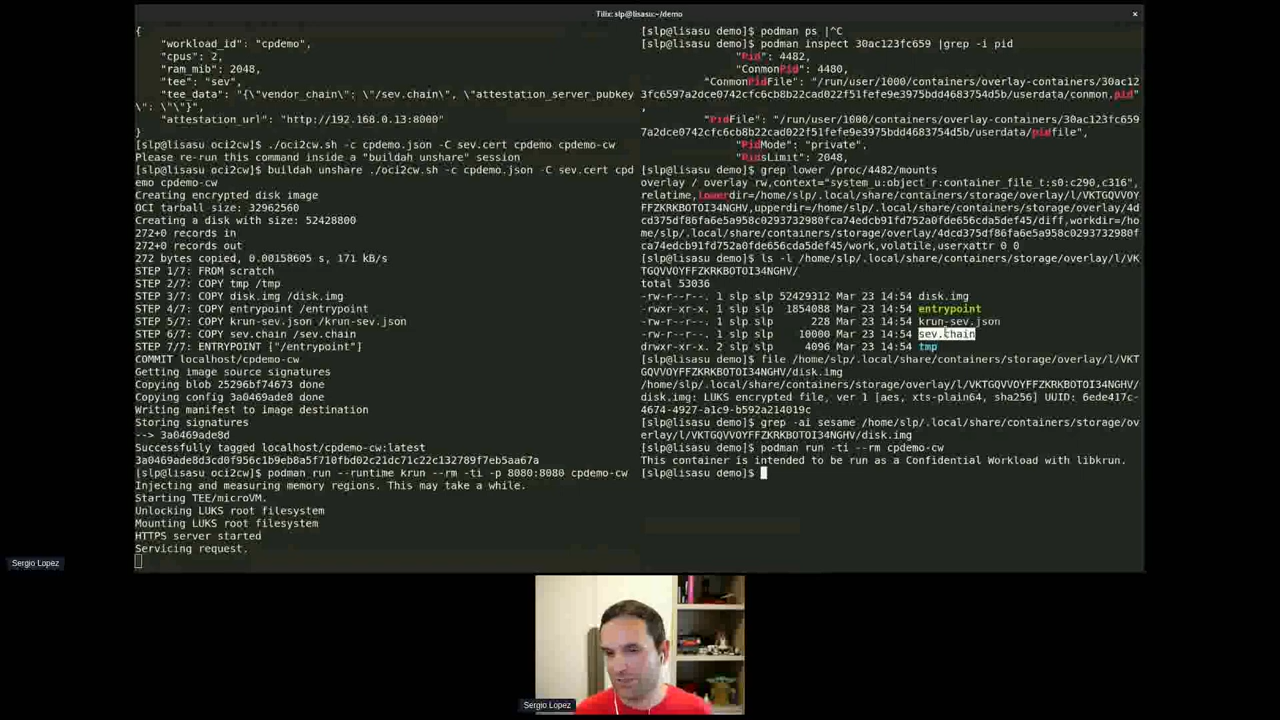 Tilix: slp@lisasu:~/demo
{
"workload_id": "cpdemo",
"cpus": 2,
"ram_mib": 2048,
"tee": "sev",
"tee_data": "{\"vendor_chain\": \"/sev.chain\", \"attestation_server_pubkey
\": \"\"}",
"attestation_url": "http://192.168.0.13:8000"
}
[slp@lisasu oci2cw]$ ./oci2cw.sh -c cpdemo.json -C sev.cert cpdemo cpdemo-cw
Please re-run this command inside a "buildah unshare" session
[slp@lisasu oci2cw]$ buildah unshare ./oci2cw.sh -c cpdemo.json -C sev.cert cpd
emo cpdemo-cw
Creating encrypted disk image
OCI tarball size: 32962560
Creating a disk with size: 52428800
272+0 records in
272+0 records out
272 bytes copied, 0.00158605 s, 171 kB/s
STEP 1/7: FROM scratch
STEP 2/7: COPY tmp /tmp
STEP 3/7: COPY disk.img /disk.img
STEP 4/7: COPY entrypoint /entrypoint
STEP 5/7: COPY krun-sev.json /krun-sev.json
STEP 6/7: COPY sev.chain /sev.chain
STEP 7/7: ENTRYPOINT ["/entrypoint"]
COMMIT localhost/cpdemo-cw
Getting image source signatures
Copying blob 25296bf74673 done
Copying config 3a0469ade8 done
Writing manifest to image destination
Storing signatures
--> 3a0469ade8d
Successfully tagged localhost/cpdemo-cw:latest
3a0469ade8d3cd0f656c1b9eb8a5f710fbd02c21dc71c22c132789f7eb5aa67a
[slp@lisasu oci2cw]$ podman run --runtime krun --rm -ti -p 8080:8080 cpdemo-cw
Injecting and measuring memory regions. This may take a while.
Starting TEE/microVM.
Unlocking LUKS root filesystem
Mounting LUKS root filesystem
HTTPS server started
Servicing request.
[slp@lisasu demo]$ podman ps |^C
[slp@lisasu demo]$ podman inspect 30ac123fc659 |grep -i pid
"Pid": 4482,
"ConmonPid": 4480,
"ConmonPidFile": "/run/user/1000/containers/overlay-containers/30ac12
3fc6597a2dce0742cfc6cb8b22cad032a51751fefe9e3975bdd4683754d5b/userdata/conmon.pid"
,
"PidFile": "/run/user/1000/containers/overlay-containers/30ac123fc659
7a2dce0742cfc6cb8b22cad032a51751fefe9e3975bdd4683754d5b/userdata/pidfile",
"PidMode": "private",
"PidsLimit": 2048,
[slp@lisasu demo]$ grep lower /proc/4482/mounts
overlay / overlay rw,context="system_u:object_r:container_file_t:s0:c290,c316",
relatime,lowerdir=/home/slp/.local/share/containers/storage/overlay/l/VKTGQVVOY
FFZKRKBOTOI34NGHV,upperdir=/home/slp/.local/share/containers/storage/overlay/4d
cd375df86fa6e5a958c0293732980fca74edcb91fd752a0fde656cda5def45/diff,workdir=/ho
me/slp/.local/share/containers/storage/overlay/4dcd375df86fa6e5a958c0293732980f
ca74edcb91fd752a0fde656cda5def45/work,volatile,userxattr 0 0
[slp@lisasu demo]$ ls -l /home/slp/.local/share/containers/storage/overlay/l/VK
TGQVVOYFFZKRKBOTOI34NGHV/
total 53036
-rw-r--r--. 1 slp slp 52429312 Mar 23 14:54 disk.img
-rwxr-xr-x. 1 slp slp 1854088 Mar 23 14:54 entrypoint
-rw-r--r--. 1 slp slp 228 Mar 23 14:54 krun-sev.json
-rw-r--r--. 1 slp slp 10000 Mar 23 14:54 sev.chain
drwxr-xr-x. 2 slp slp 4096 Mar 23 14:54 tmp
[slp@lisasu demo]$ file /home/slp/.local/share/containers/storage/overlay/l/VKT
GQVVOYFFZKRKBOTOI34NGHV/disk.img
/home/slp/.local/share/containers/storage/overlay/l/VKTGQVVOYFFZKRKBOTOI34NGHV/
disk.img: LUKS encrypted file, ver 1 [aes, xts-plain64, sha256] UUID: 6ede417c-
4674-4927-a1c9-b592a214019c
[slp@lisasu demo]$ grep -ai sesame /home/slp/.local/share/containers/storage/ov
erlay/l/VKTGQVVOYFFZKRKBOTOI34NGHV/disk.img
[slp@lisasu demo]$ podman run -ti --rm cpdemo-cw
This container is intended to be run as a Confidential Workload with libkrun.
[slp@lisasu demo]$
Sergio Lopez
Sergio Lopez